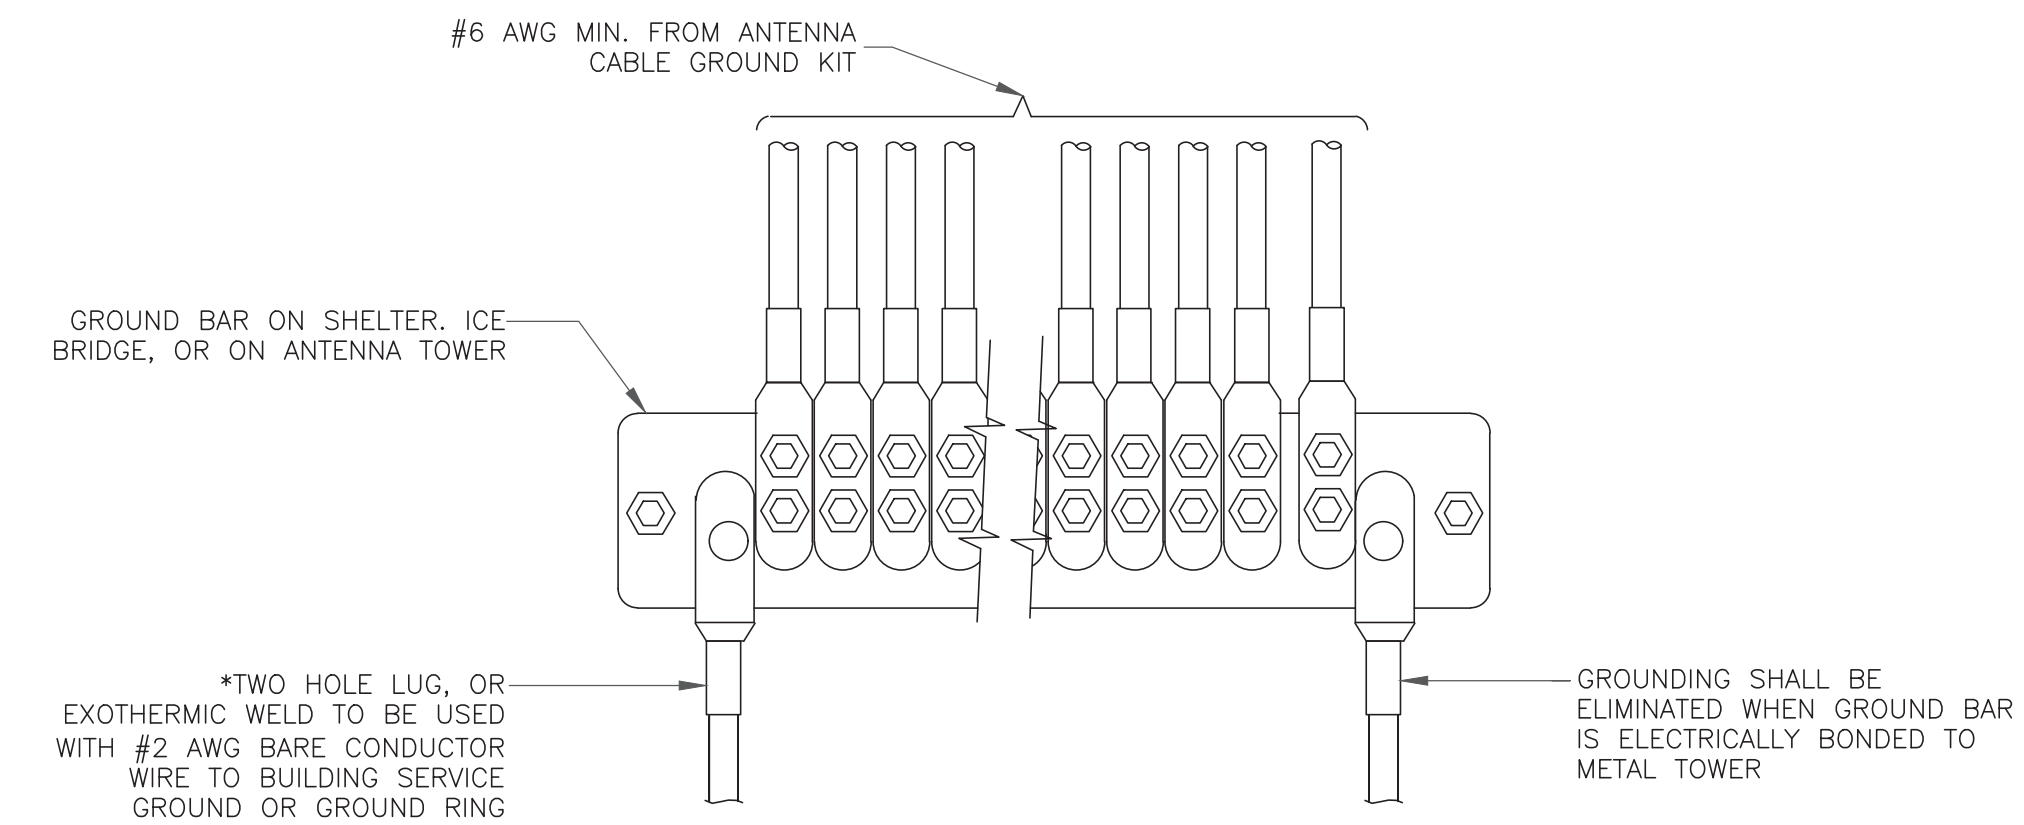 #6 AWG MIN. FROM ANTENNA
CABLE GROUND KIT
GROUND BAR ON SHELTER. ICE
BRIDGE, OR ON ANTENNA TOWER
*TWO HOLE LUG, OR
EXOTHERMIC WELD TO BE USED
WITH #2 AWG BARE CONDUCTOR
WIRE TO BUILDING SERVICE
GROUND OR GROUND RING
GROUNDING SHALL BE
ELIMINATED WHEN GROUND BAR
IS ELECTRICALLY BONDED TO
METAL TOWER